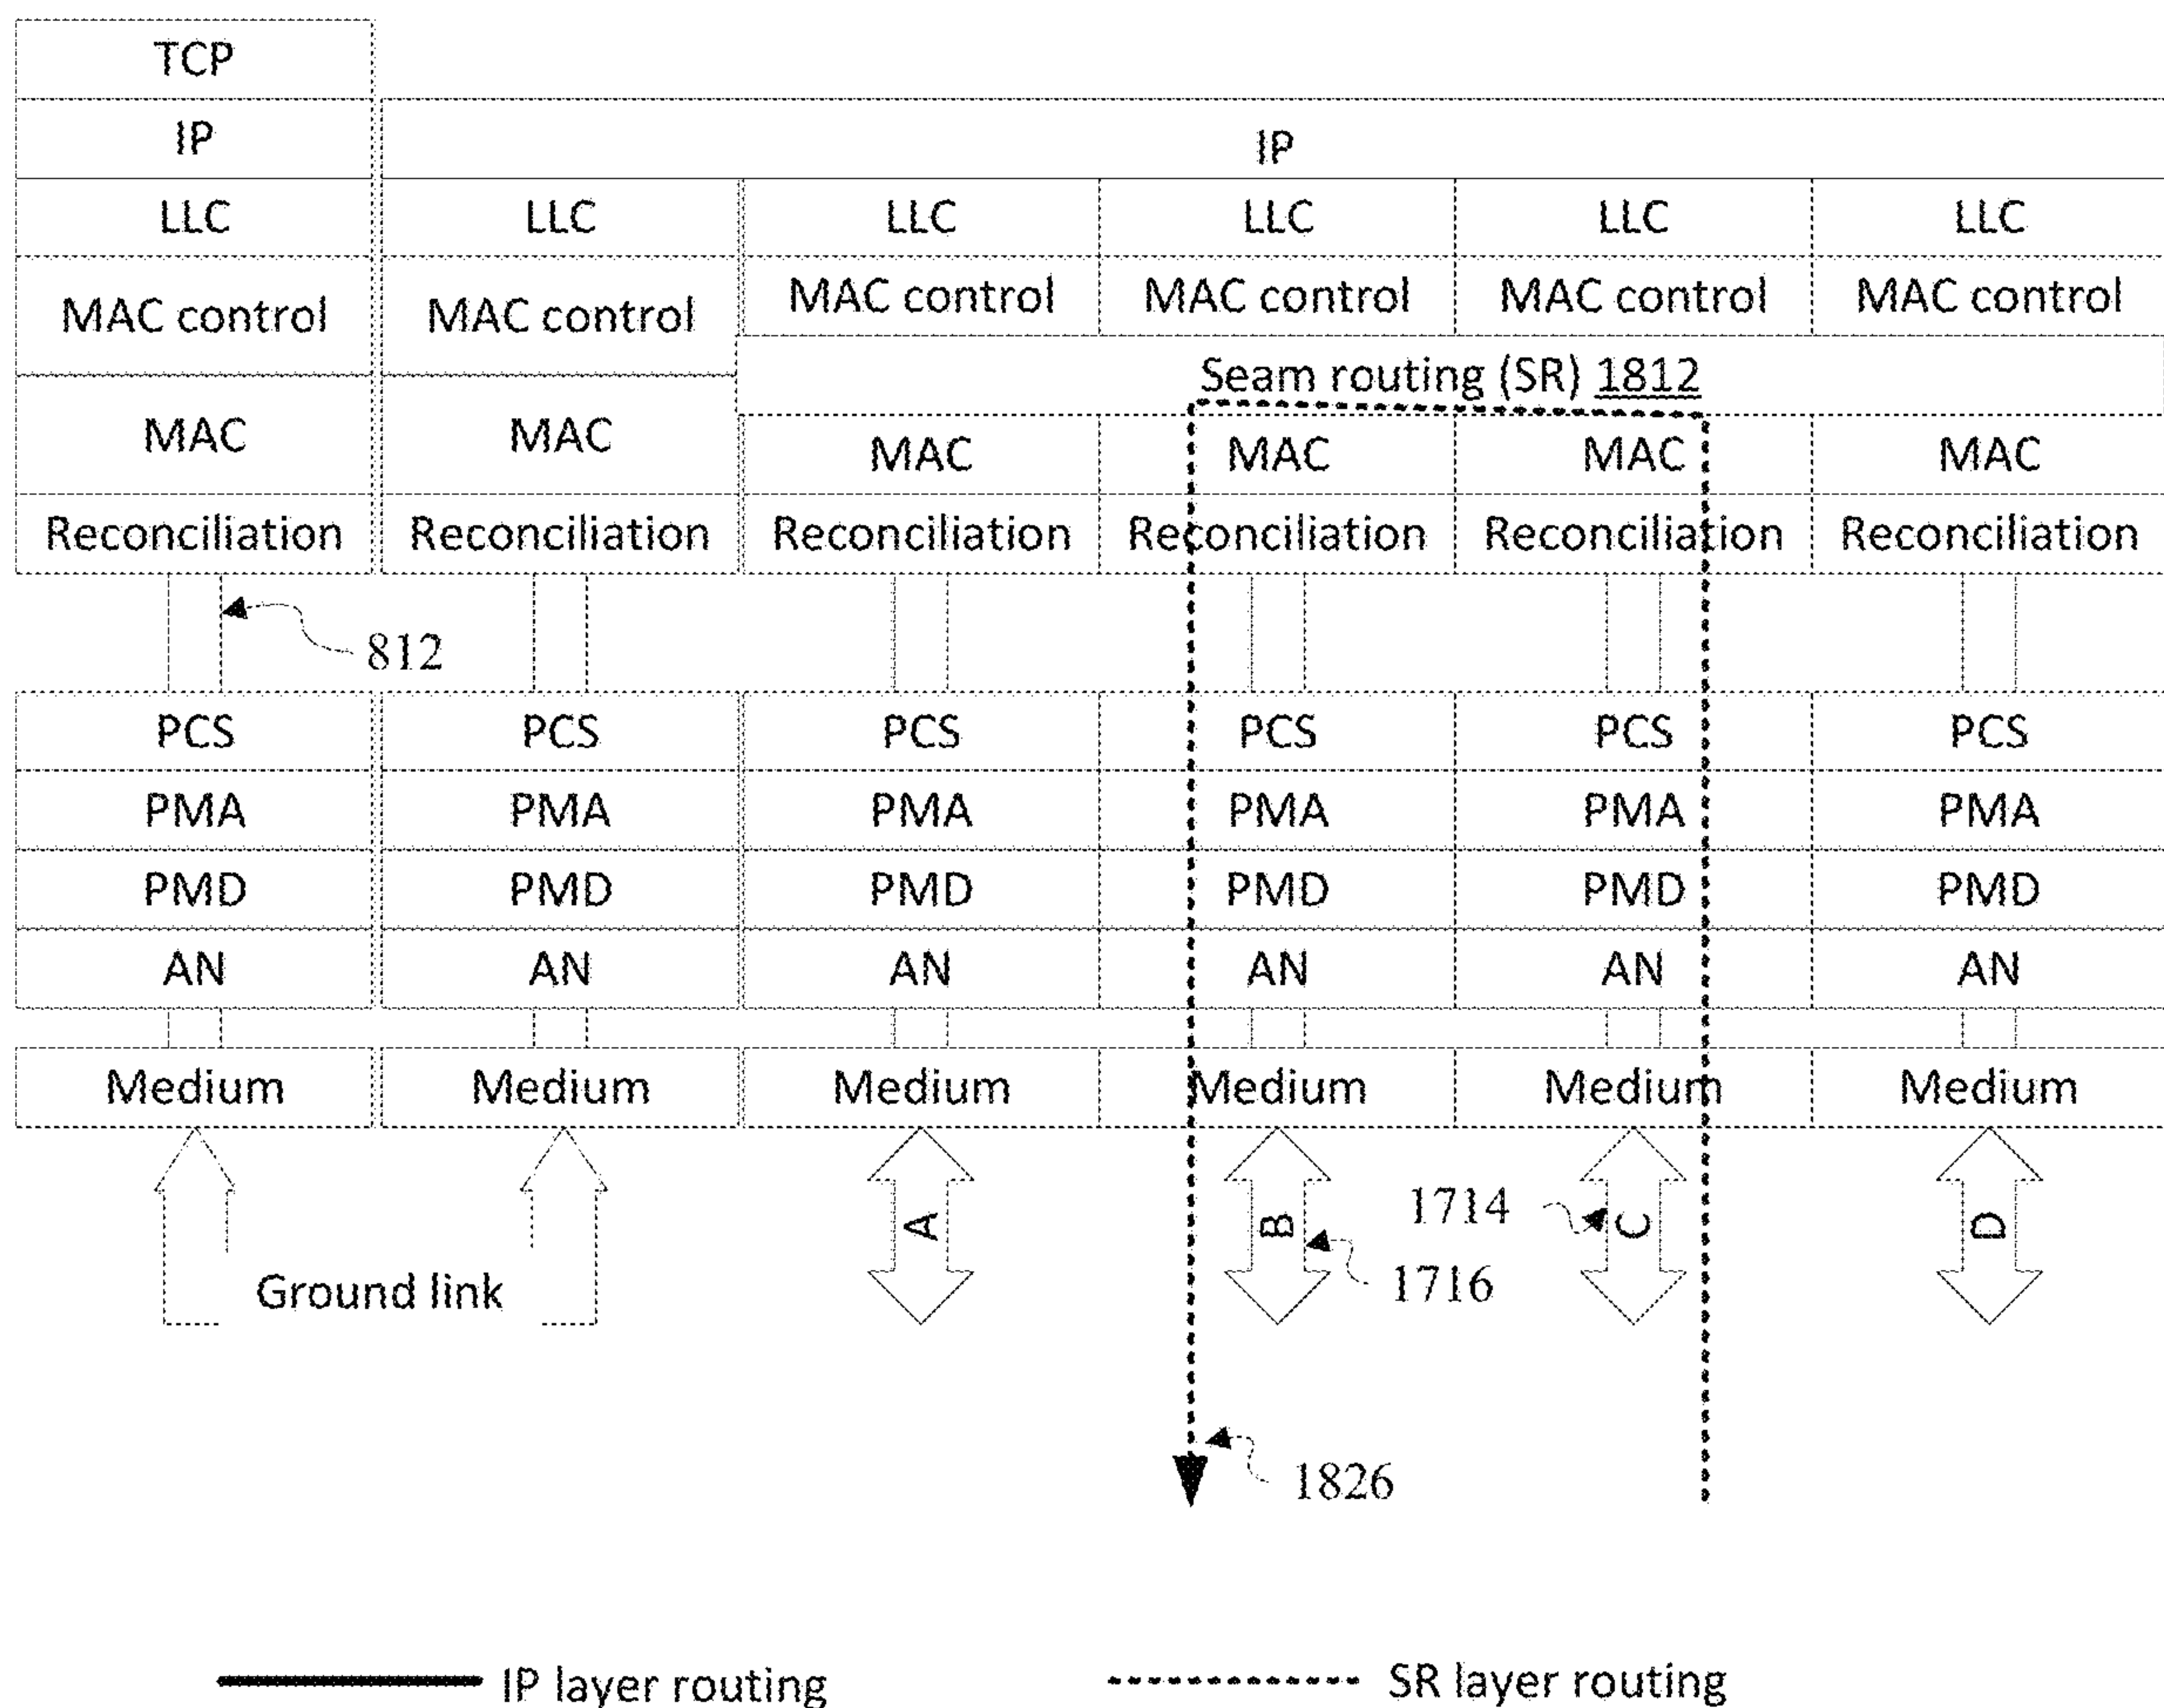 TCP
IP IP
LLC LLC LLC LLC LLC LLC
MAC control MAC control MAC control MAC control MAC control MAC control
Seam routing (SR) 1812
MAC MAC MAC MAC MAC MAC
Reconciliation Reconciliation Reconciliation Reconciliation Reconciliation Reconciliation
812
PCS PCS PCS PCS PCS PCS
PMA PMA PMA PMA PMA PMA
PMD PMD PMD PMD PMD PMD
AN AN AN AN AN AN
Medium Medium Medium Medium Medium Medium
A B 1714 C D
Ground link 1716
1826
IP layer routing SR layer routing